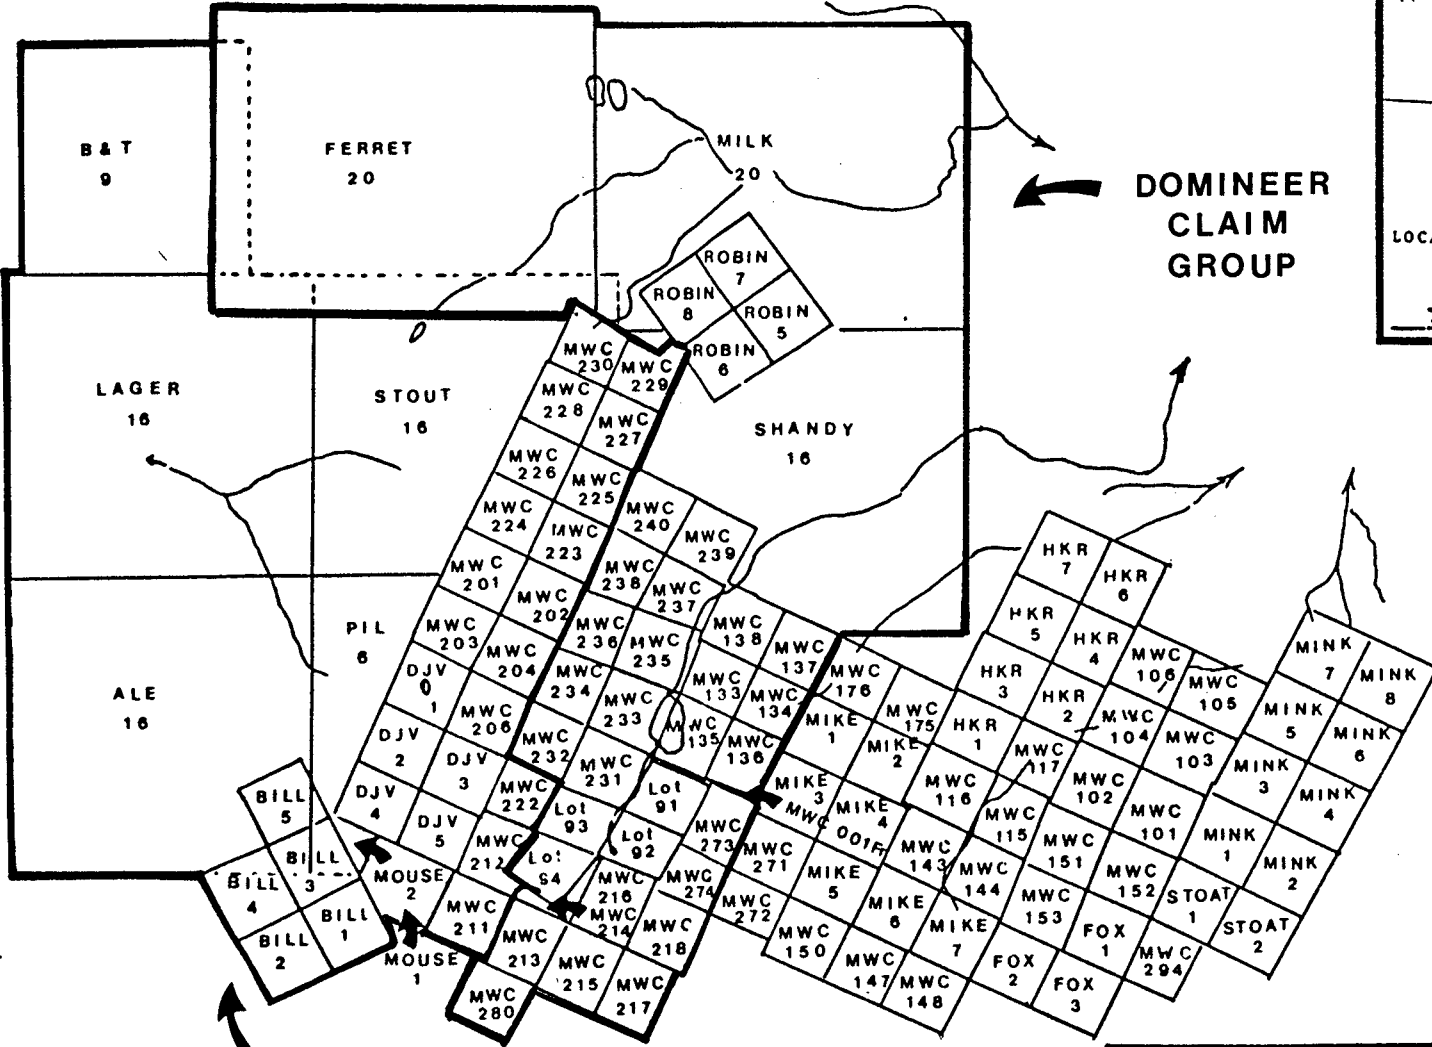 B & T
9
FERRET
20
MILK
20
DOMINEER
CLAIM
GROUP
ROBIN
7
ROBIN
8
ROBIN
5
ROBIN
6
LAGER
16
STOUT
16
SHANDY
16
MWC
230
MWC
229
MWC
228
MWC
227
MWC
226
MWC
225
MWC
224
MWC
223
MWC
240
MWC
239
MWC
201
MWC
202
MWC
238
MWC
237
MWC
203
MWC
204
MWC
236
MWC
235
MWC
138
MWC
137
PIL
6
ALE
16
DJV
1
MWC
206
MWC
234
MWC
233
MWC
133
MWC
134
MWC
135
MWC
136
DJV
2
DJV
3
MWC
232
MWC
231
DJV
4
DJV
5
MWC
222
MWC
212
Lot
91
Lot
92
Lot
93
Lot
94
MWC
273
MWC
274
MWC
216
MWC
214
MWC
218
MWC
211
MWC
213
MWC
215
MWC
217
MWC
280
BILL
5
BILL
3
BILL
4
BILL
1
BILL
2
MOUSE
2
MOUSE
1
MWC
176
MWC
175
MIKE
1
MIKE
2
MIKE
3
MIKE
4
MWC 001Fr
MWC
271
MWC
272
MIKE
5
MIKE
6
MIKE
7
MWC
150
MWC
147
MWC
148
MWC
143
MWC
144
MWC
116
MWC
115
MWC
117
HKR
7
HKR
6
HKR
5
HKR
4
HKR
3
HKR
2
HKR
1
MWC
106
MWC
105
MWC
104
MWC
103
MWC
102
MWC
101
MWC
151
MWC
152
MWC
153
FOX
1
FOX
2
FOX
3
MWC
294
STOAT
1
STOAT
2
MINK
7
MINK
8
MINK
5
MINK
6
MINK
3
MINK
4
MINK
1
MINK
2